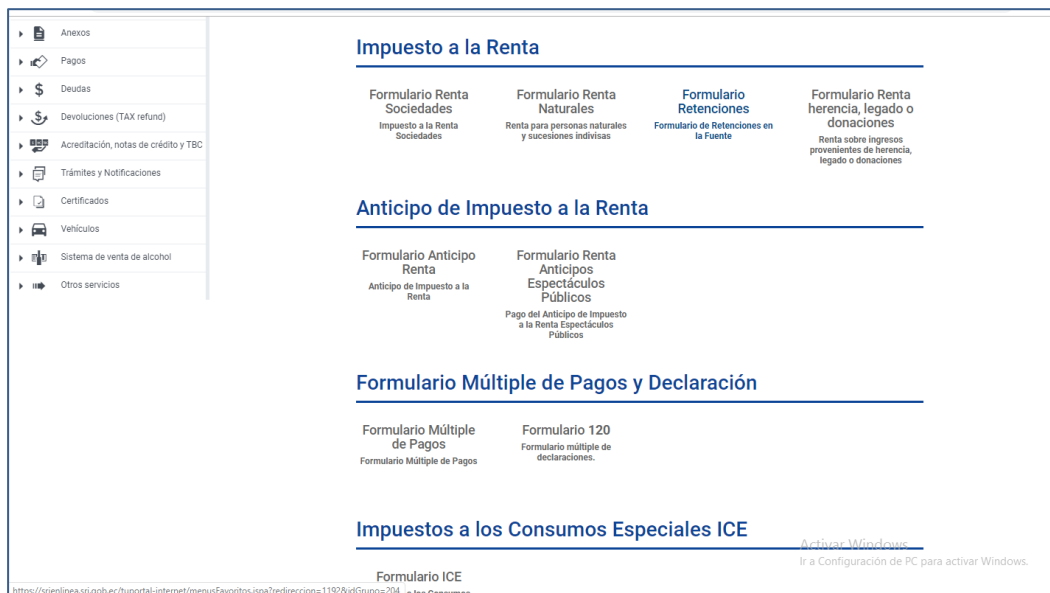 Anexos
Pagos
Deudas
Devoluciones (TAX refund)
Acreditación, notas de crédito y TBC
Trámites y Notificaciones
Certificados
Vehículos
Sistema de venta de alcohol
Otros servicios
Impuesto a la Renta
Formulario Renta
Sociedades
Impuesto a la Renta
Sociedades
Formulario Renta
Naturales
Renta para personas naturales
y sucesiones indivisas
Formulario
Retenciones
Formulario de Retenciones en
la Fuente
Formulario Renta
herencia, legado o
donaciones
Renta sobre ingresos
provenientes de herencia,
legado o donaciones
Anticipo de Impuesto a la Renta
Formulario Anticipo
Renta
Anticipo de Impuesto a la
Renta
Formulario Renta
Anticipos
Espectáculos
Públicos
Pago del Anticipo de Impuesto
a la Renta Espectáculos
Públicos
Formulario Múltiple de Pagos y Declaración
Formulario Múltiple
de Pagos
Formulario Múltiple de Pagos
Formulario 120
Formulario múltiple de
declaraciones.
Impuestos a los Consumos Especiales ICE
Formulario ICE
Activar Windows
Ir a Configuración de PC para activar Windows.
https://srienlinea.sri.gob.ec/tuportal-internet/menusFavoritos.jspa?redireccion=1192&idGrupo=204
a los Consumos